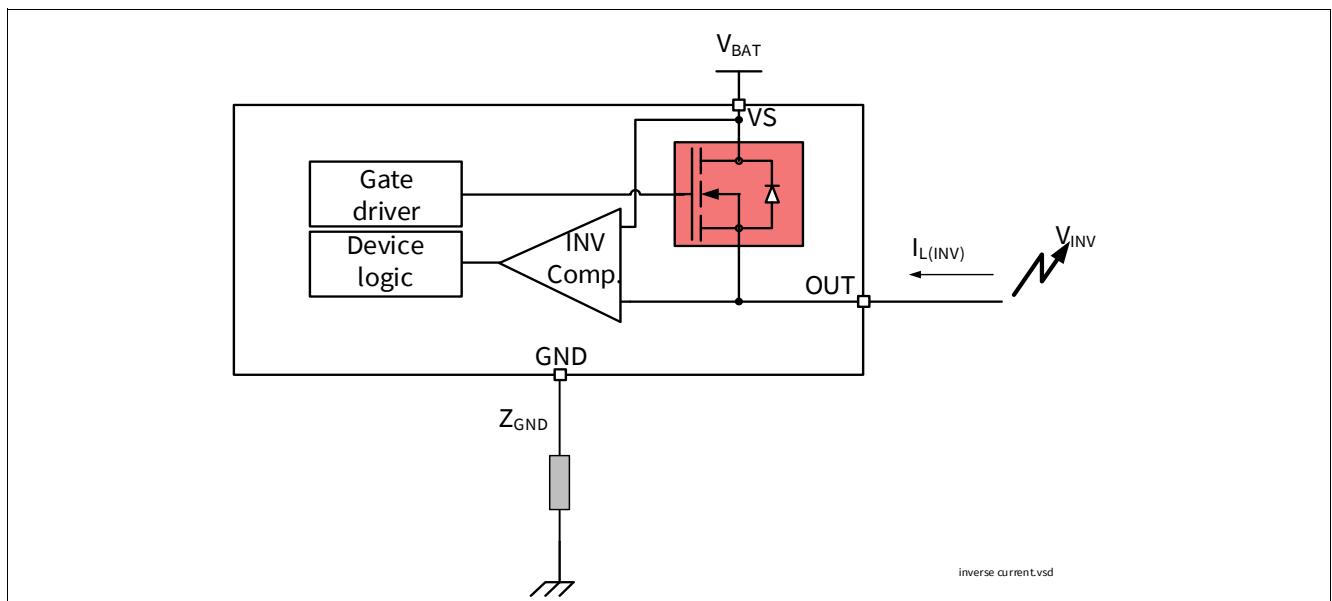 VBAT
VS
Gate
driver
Device
logic
INV
Comp.
IL(INV)
VINV
OUT
GND
ZGND
inverse current.vsd